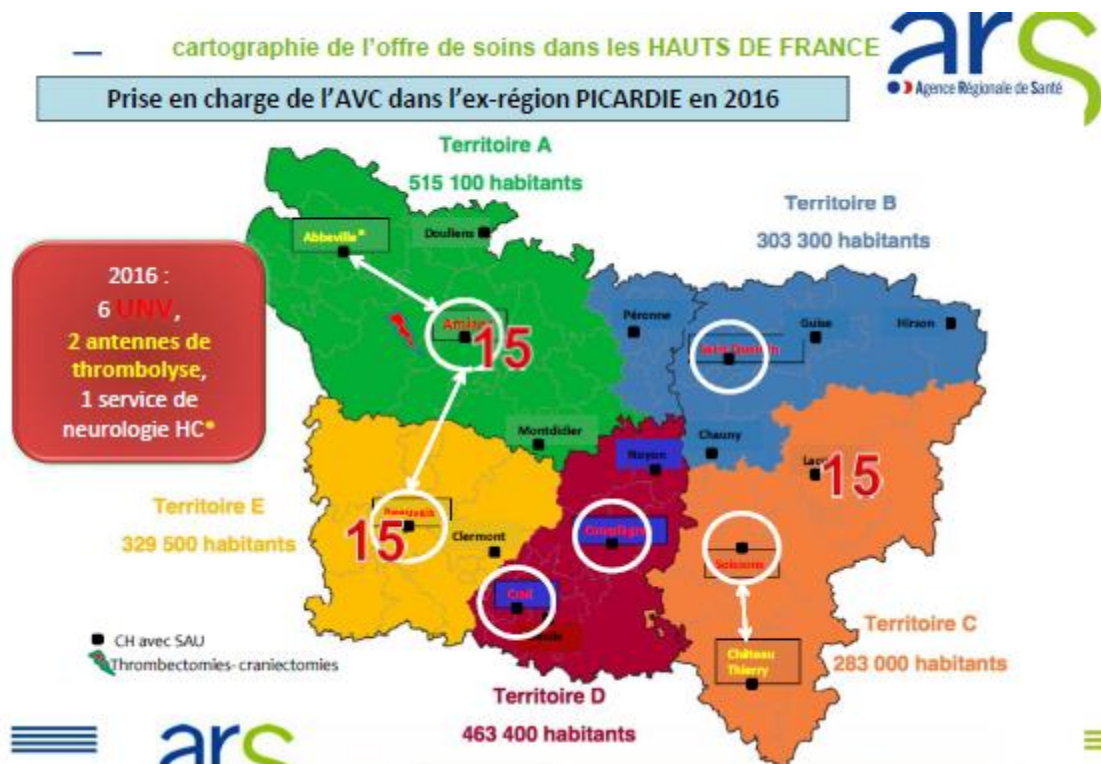 cartographie de l'offre de soins dans les HAUTS DE FRANCE
ars
Agence Régionale de Santé
Prise en charge de l'AVC dans l'ex-région PICARDIE en 2016
Territoire A
515 100 habitants
Territoire B
303 300 habitants
Abbeville*
Doullens
2016 :
6 UNV,
2 antennes de
thrombolyse,
1 service de
neurologie HC*
Amiens
15
Péronne
Saint Quentin
Guise
Hirson
Montdidier
Noyon
Chauny
Laon
15
Territoire E
329 500 habitants
Beauvais
15
Clermont
Compiègne
Soissons
Creil
CH avec SAU
Thrombectomies- craniectomies
Château
Thierry
Territoire C
283 000 habitants
Territoire D
463 400 habitants
ars